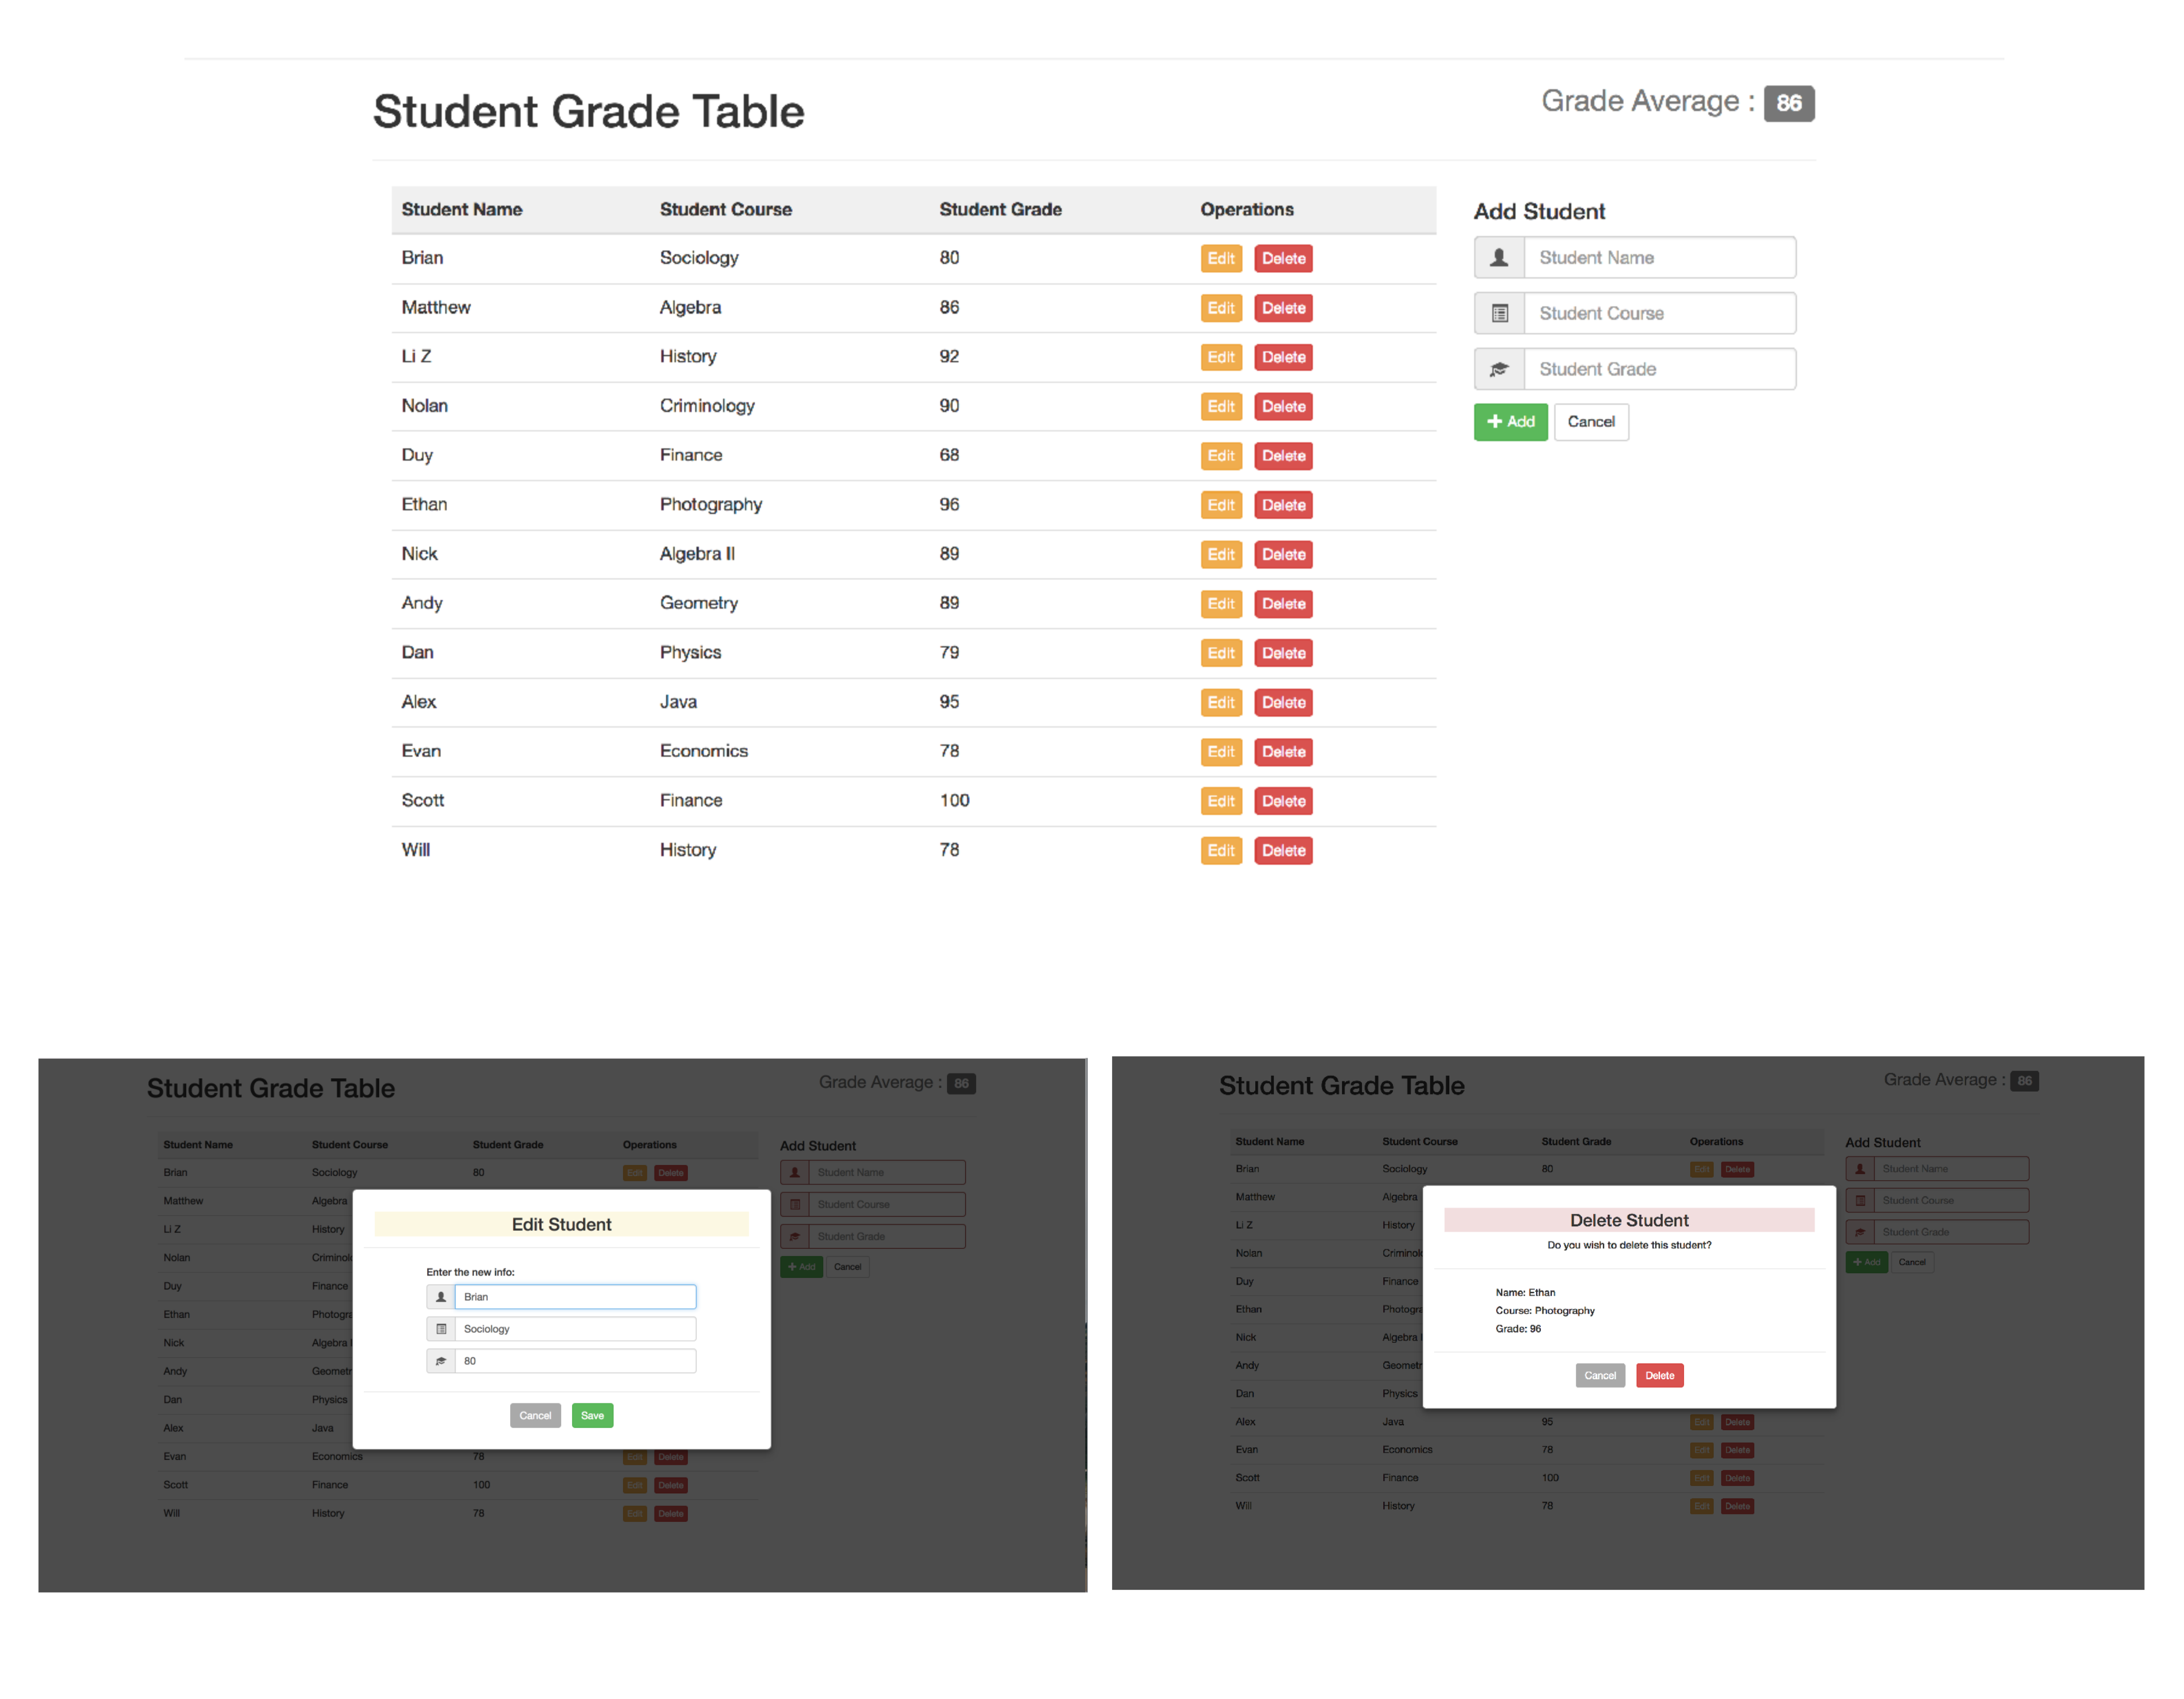 Student Grade Table
Grade Average : 86
Student Name Student Course Student Grade Operations
Brian Sociology 80 Edit Delete
Matthew Algebra 86 Edit Delete
Li Z History 92 Edit Delete
Nolan Criminology 90 Edit Delete
Duy Finance 68 Edit Delete
Ethan Photography 96 Edit Delete
Nick Algebra II 89 Edit Delete
Andy Geometry 89 Edit Delete
Dan Physics 79 Edit Delete
Alex Java 95 Edit Delete
Evan Economics 78 Edit Delete
Scott Finance 100 Edit Delete
Will History 78 Edit Delete
Add Student
Student Name
Student Course
Student Grade
Add Cancel
Student Grade Table
Grade Average : 86
Student Name Student Course Student Grade Operations
Brian Sociology 80 Edit Delete
Matthew Algebra
Li Z History
Nolan Criminol
Duy Finance
Ethan Photogra
Nick Algebra
Andy Geomet
Dan Physics
Alex Java
Evan Economics 78 Edit Delete
Scott Finance 100 Edit Delete
Will History 78 Edit Delete
Add Student
Student Name
Student Course
Student Grade
Add Cancel
Edit Student
Enter the new info:
Brian
Sociology
80
Cancel Save
Student Grade Table
Grade Average : 86
Student Name Student Course Student Grade Operations
Brian Sociology 80 Edit Delete
Matthew Algebra
Li Z History
Nolan Criminol
Duy Finance
Ethan Photogra
Nick Algebra
Andy Geomet
Dan Physics
Alex Java 95 Edit Delete
Evan Economics 78 Edit Delete
Scott Finance 100 Edit Delete
Will History 78 Edit Delete
Add Student
Student Name
Student Course
Student Grade
Add Cancel
Delete Student
Do you wish to delete this student?
Name: Ethan
Course: Photography
Grade: 96
Cancel Delete